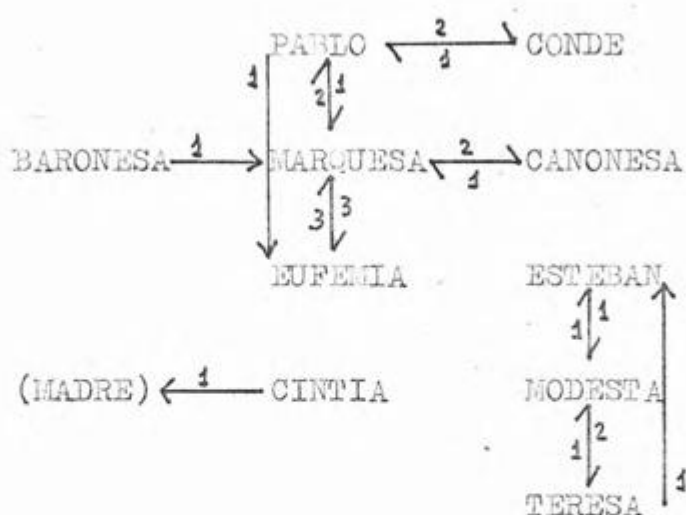 2
PABLO CONDE
1 1
2 1
1 2
BARONESA MARQUESA CANONESA
1
3 3
EUFEMIA ESTEBAN
1 1
1
(MADRE) CINTIA MODESTA
1 2
1
TERESA